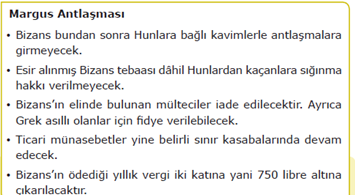 Margus Antlaşması
• Bizans bundan sonra Hunlara bağlı kavimlerle antlaşmalara
girmeyecek.
• Esir alınmış Bizans tebaası dâhil Hunlardan kaçanlara sığınma
hakkı verilmeyecek.
• Bizans’ın elinde bulunan mülteciler iade edilecektir. Ayrıca
Grek asıllı olanlar için fidye verilebilecek.
• Ticari münasebetler yine belirli sınır kasabalarında devam
edecek.
• Bizans’ın ödediği yıllık vergi iki katına yani 750 libre altına
çıkarılacaktır.